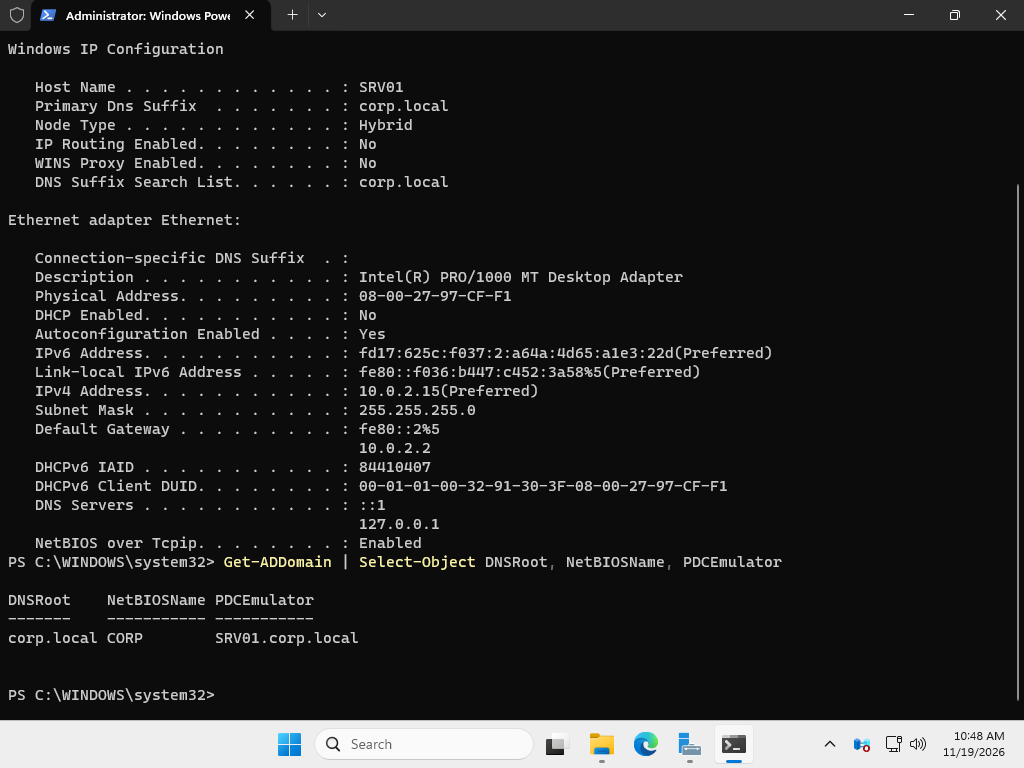 Administrator: Windows Powe
Windows IP Configuration
Host Name . . . . . . . . . . . . : SRV01
Primary Dns Suffix  . . . . . . . : corp.local
Node Type . . . . . . . . . . . . : Hybrid
IP Routing Enabled. . . . . . . . : No
WINS Proxy Enabled. . . . . . . . : No
DNS Suffix Search List. . . . . . : corp.local
Ethernet adapter Ethernet:
Connection-specific DNS Suffix  . :
Description . . . . . . . . . . . : Intel(R) PRO/1000 MT Desktop Adapter
Physical Address. . . . . . . . . : 08-00-27-97-CF-F1
DHCP Enabled. . . . . . . . . . . : No
Autoconfiguration Enabled . . . . : Yes
IPv6 Address. . . . . . . . . . . : fd17:625c:f037:2:a64a:4d65:a1e3:22d(Preferred)
Link-local IPv6 Address . . . . . : fe80::f036:b447:c452:3a58%5(Preferred)
IPv4 Address. . . . . . . . . . . : 10.0.2.15(Preferred)
Subnet Mask . . . . . . . . . . . : 255.255.255.0
Default Gateway . . . . . . . . . : fe80::2%5
10.0.2.2
DHCPv6 IAID . . . . . . . . . . . : 84410407
DHCPv6 Client DUID. . . . . . . . : 00-01-01-00-32-91-30-3F-08-00-27-97-CF-F1
DNS Servers . . . . . . . . . . . : ::1
127.0.0.1
NetBIOS over Tcpip. . . . . . . . : Enabled
PS C:\WINDOWS\system32> Get-ADDomain | Select-Object DNSRoot, NetBIOSName, PDCEmulator
DNSRoot    NetBIOSName PDCEmulator
-------    ----------- -----------
corp.local CORP        SRV01.corp.local
PS C:\WINDOWS\system32>
Search
10:48 AM
11/19/2026